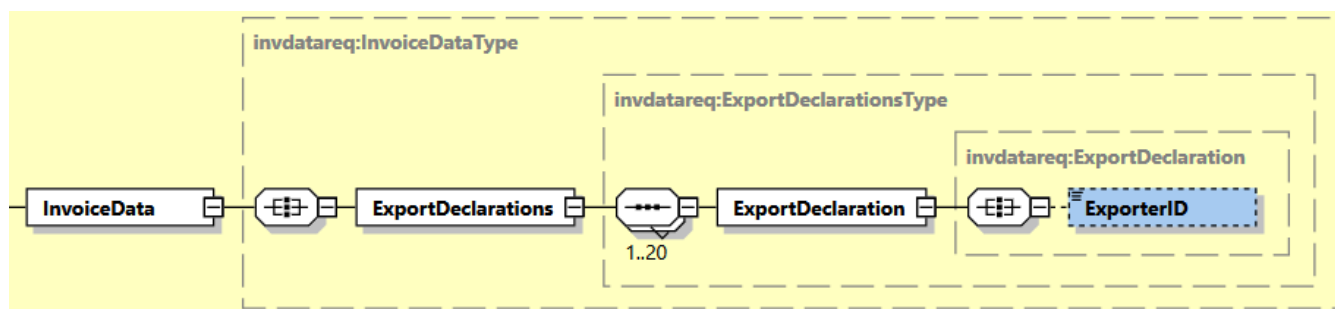 invdatareq:InvoiceDataType
invdatareq:ExportDeclarationsType
invdatareq:ExportDeclaration
InvoiceData
ExportDeclarations
ExportDeclaration
ExporterID
1..20